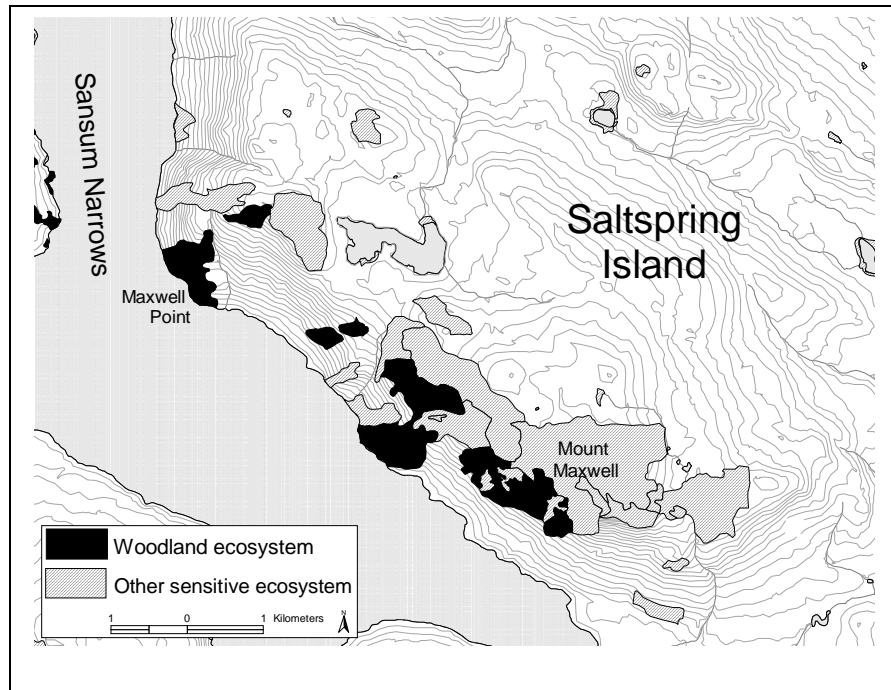 Sansum Narrows
Saltspring
Island
Maxwell
Point
Mount
Maxwell
Woodland ecosystem
Other sensitive ecosystem
1 0 1 Kilometers
N